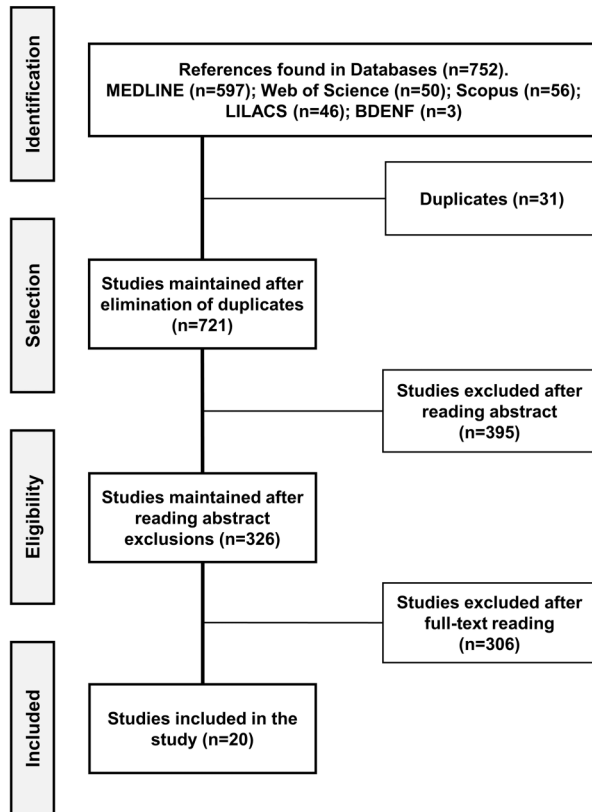 Identification
References found in Databases (n=752).
MEDLINE (n=597); Web of Science (n=50); Scopus (n=56);
LILACS (n=46); BDENF (n=3)
Duplicates (n=31)
Selection
Studies maintained after
elimination of duplicates
(n=721)
Studies excluded after
reading abstract
(n=395)
Eligibility
Studies maintained after
reading abstract
exclusions (n=326)
Studies excluded after
full-text reading
(n=306)
Included
Studies included in the
study (n=20)